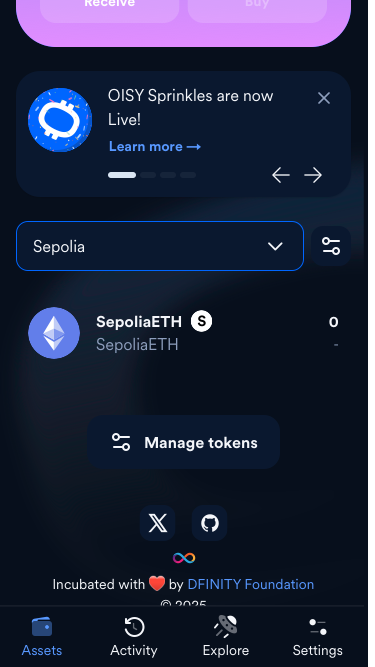 Receive
Buy
OISY Sprinkles are now
Live!
Learn more →
Sepolia
SepoliaETH S
0
SepoliaETH
-
Manage tokens
Incubated with ❤️ by DFINITY Foundation
© 2025
Assets
Activity
Explore
Settings